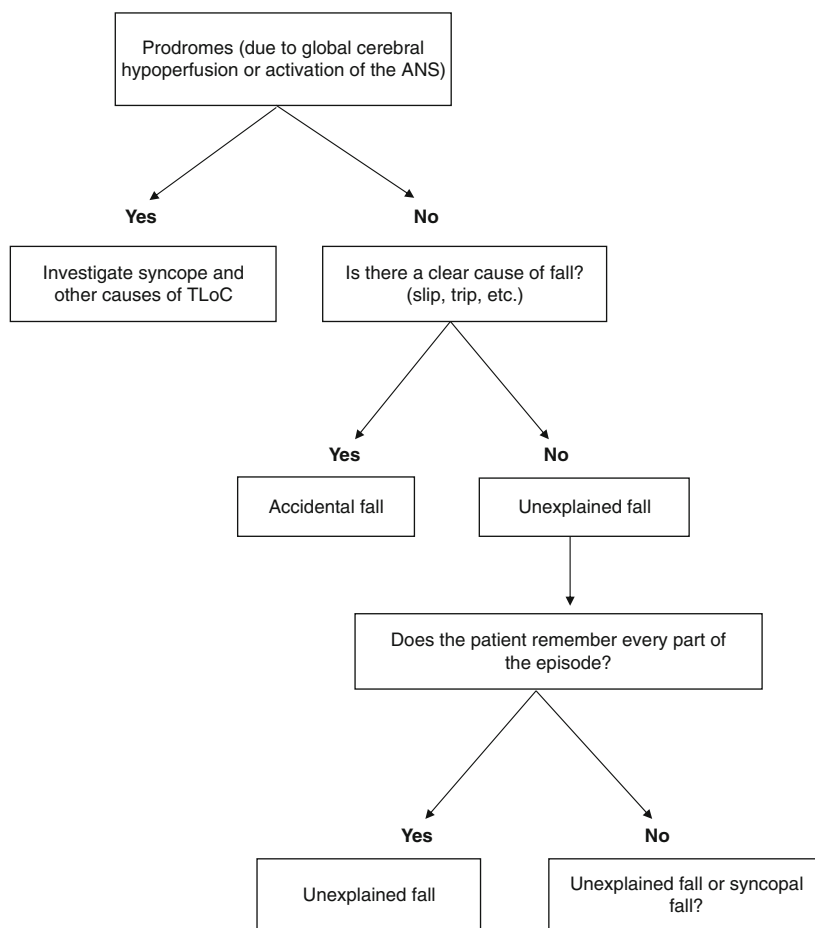 Prodromes (due to global cerebral
hypoperfusion or activation of the ANS)
Yes
No
Investigate syncope and
other causes of TLoC
Is there a clear cause of fall?
(slip, trip, etc.)
Yes
No
Accidental fall
Unexplained fall
Does the patient remember every part of
the episode?
Yes
No
Unexplained fall
Unexplained fall or syncopal
fall?